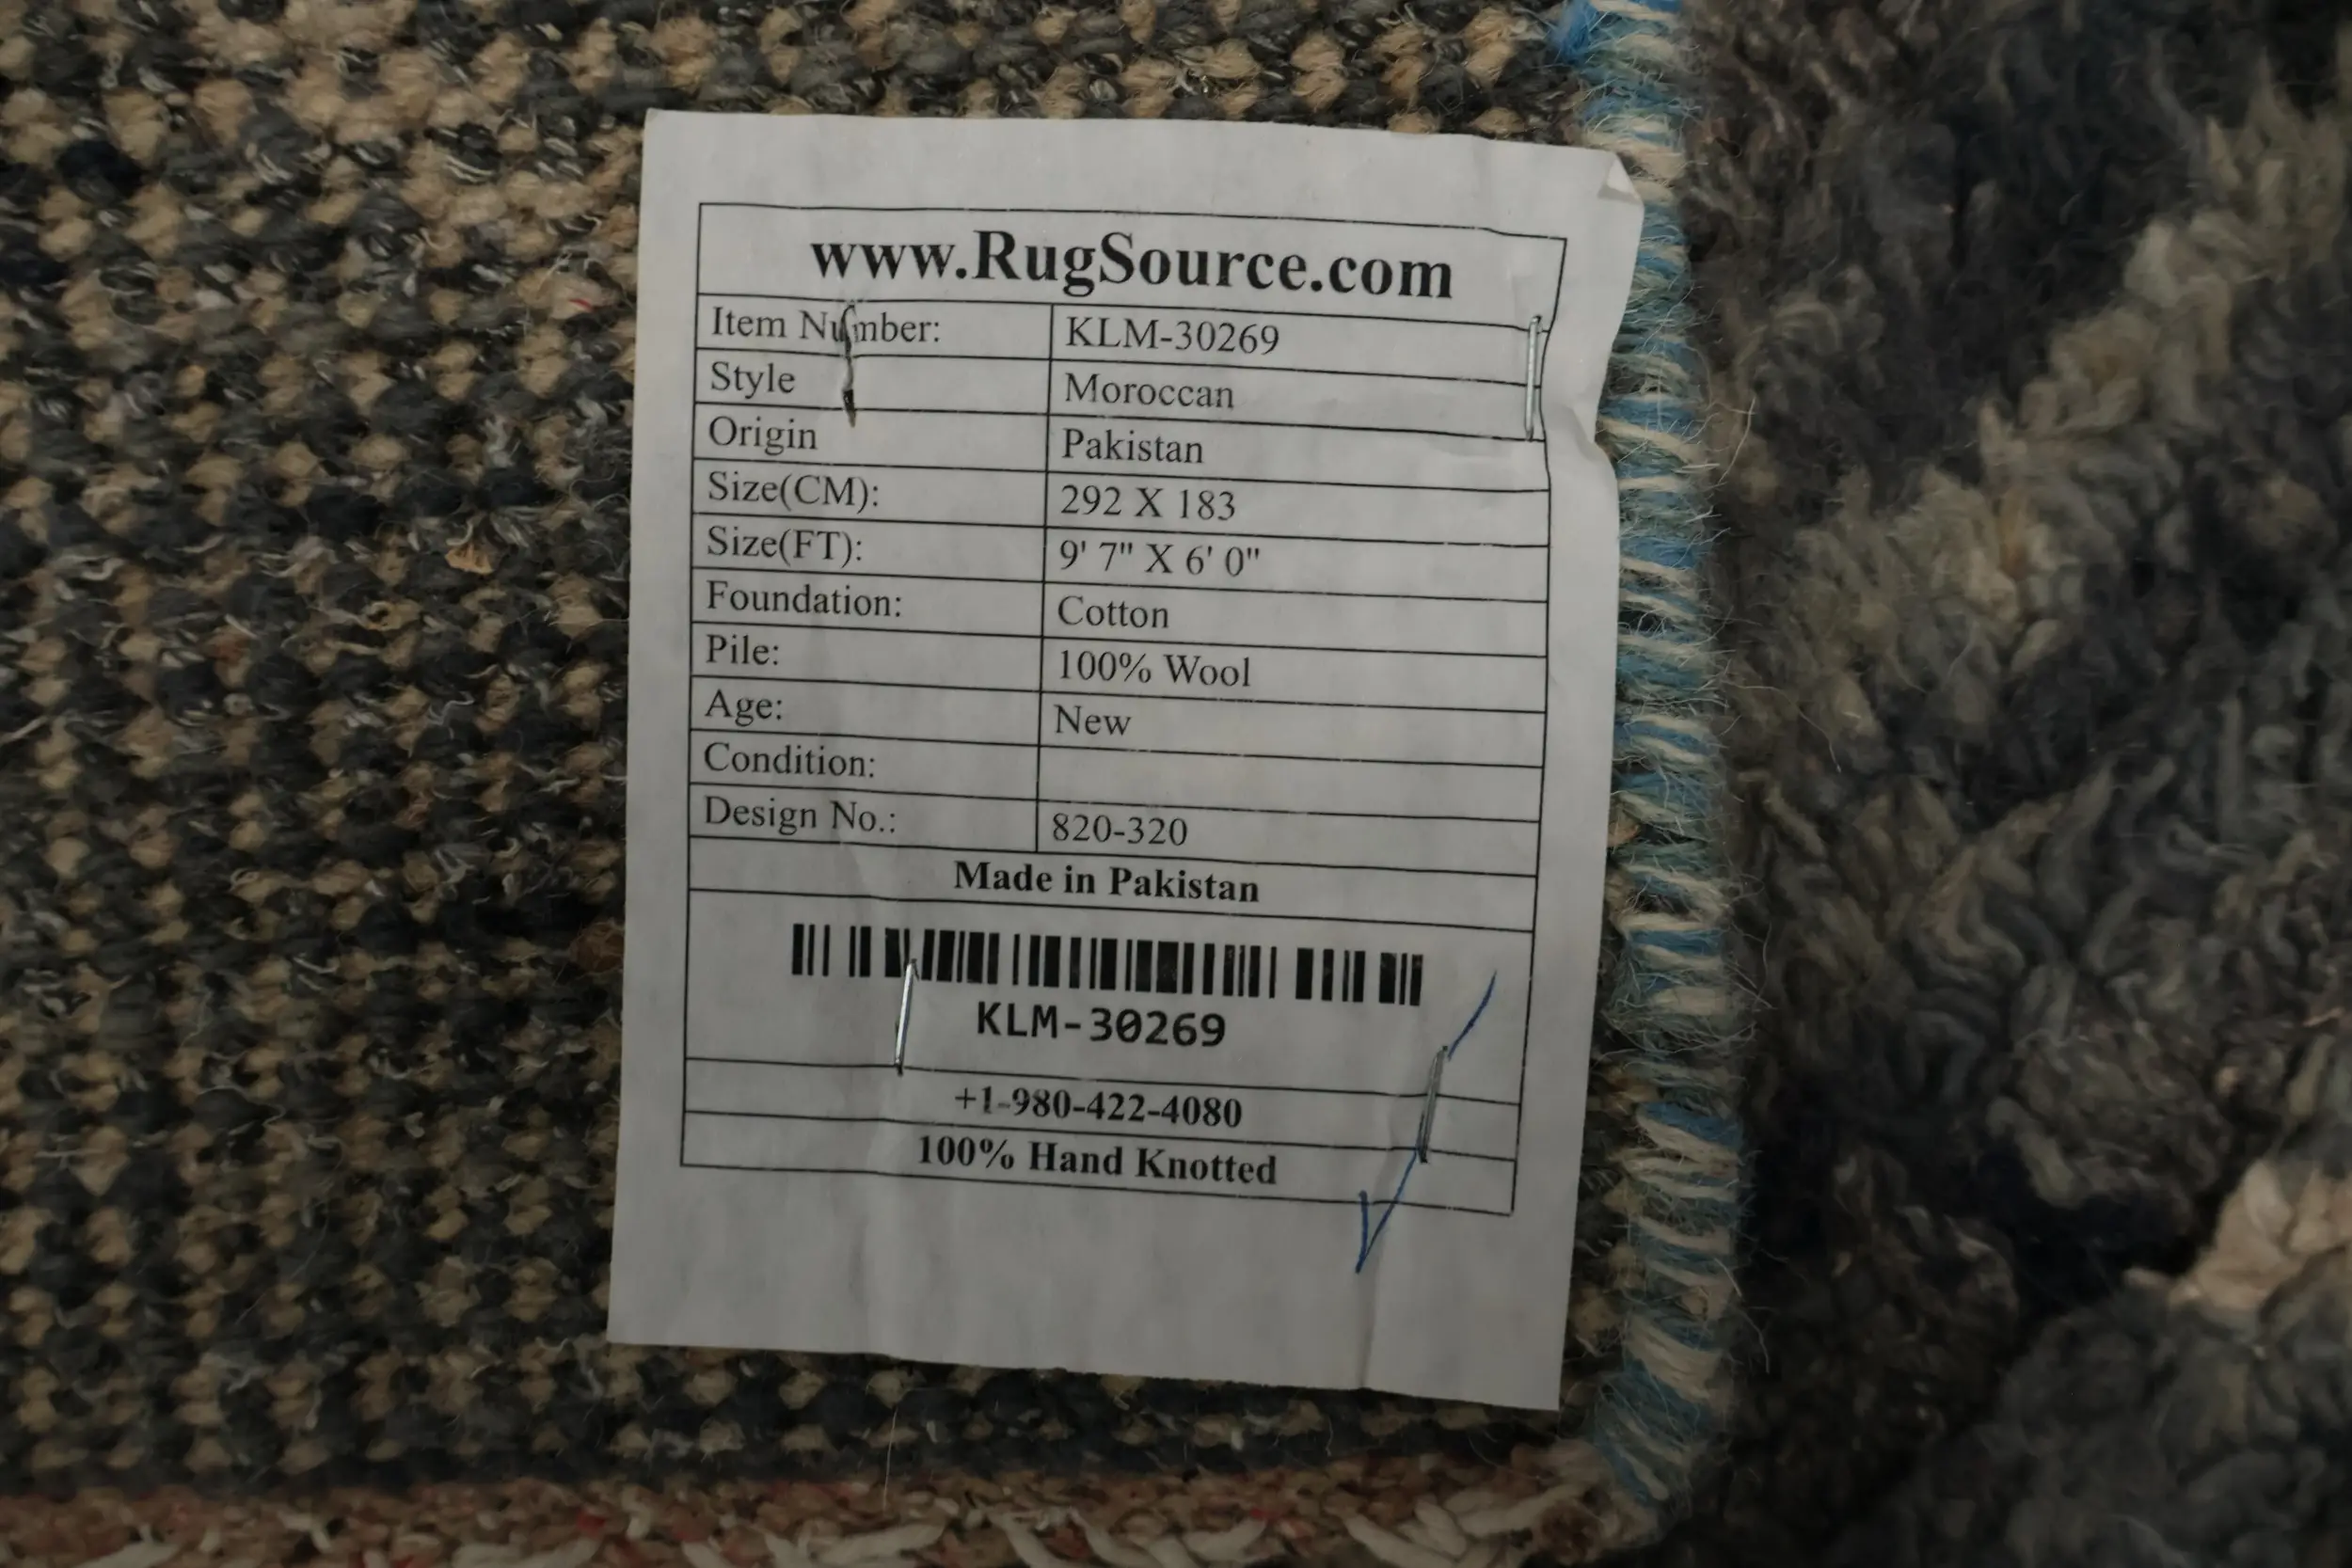 www.RugSource.com
Item Number: KLM-30269
Style Moroccan
Origin Pakistan
Size(CM): 292 X 183
Size(FT): 9' 7" X 6' 0"
Foundation: Cotton
Pile: 100% Wool
Age: New
Condition:
Design No.: 820-320
Made in Pakistan
KLM-30269
+1-980-422-4080
100% Hand Knotted